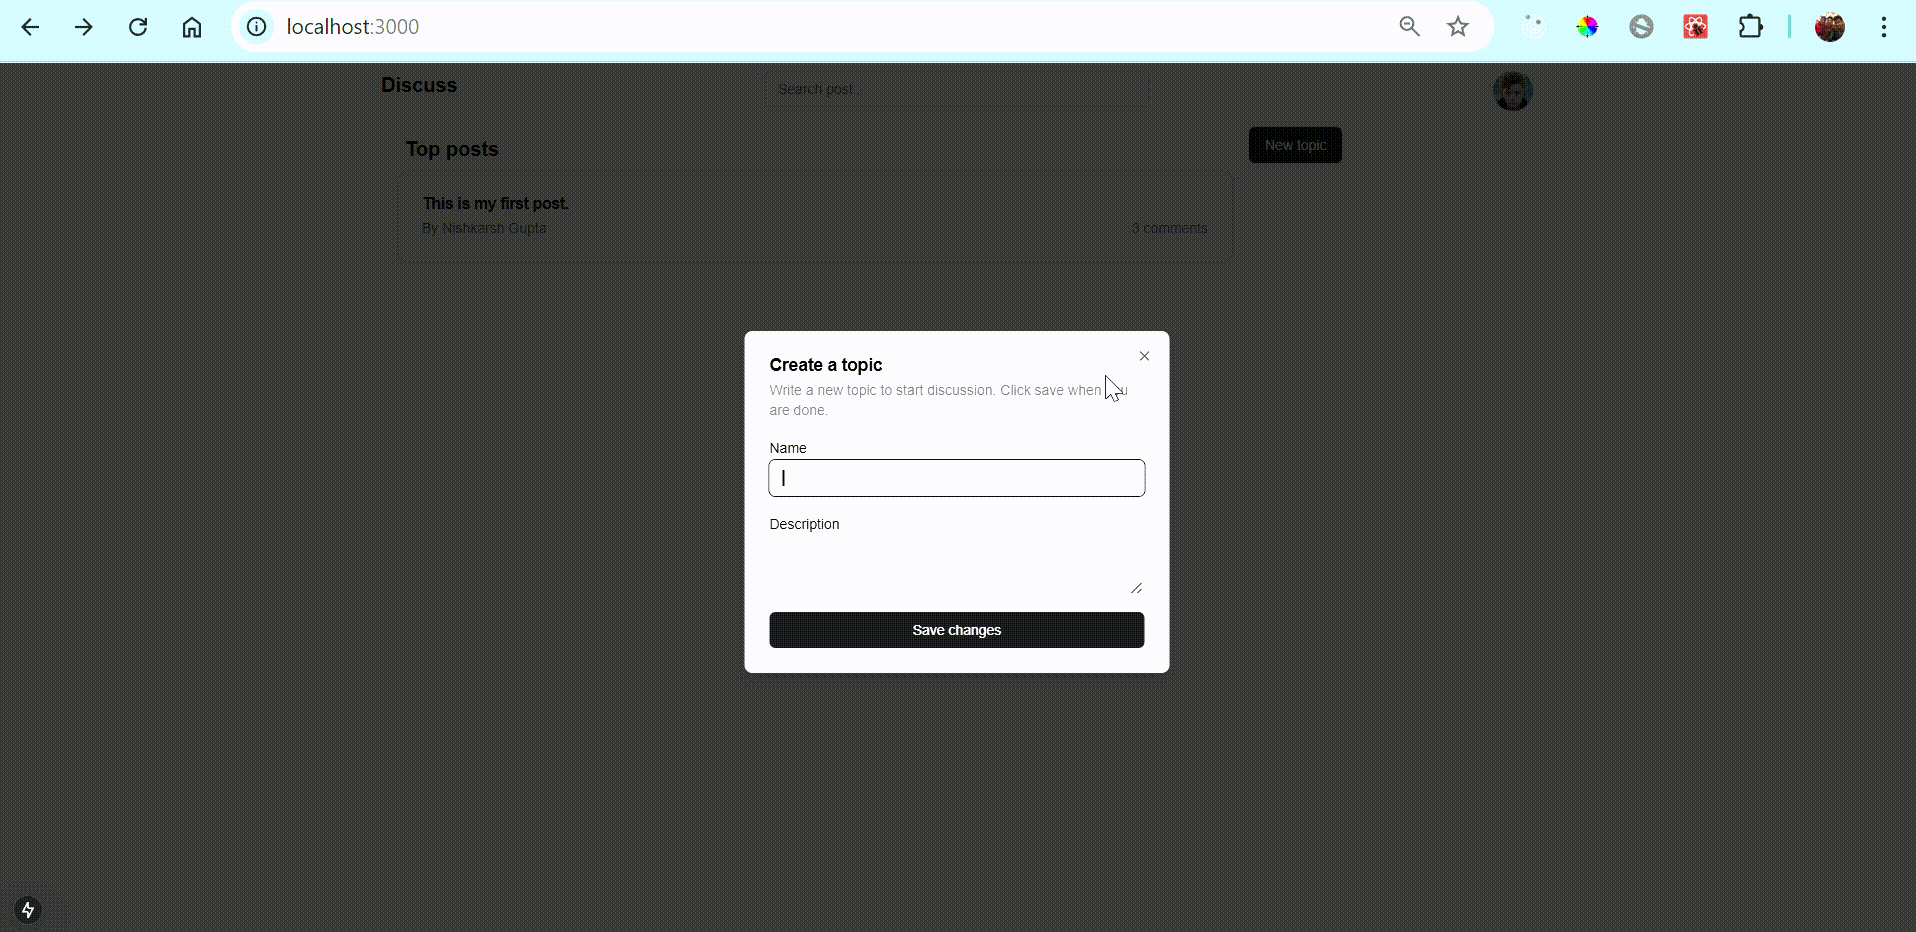 localhost:3000
Discuss
Search post...
Top posts
New topic
This is my first post.
By Nishkarsh Gupta
3 comments
Create a topic
Write a new topic to start discussion. Click save when
are done.
Name
Description
Save changes